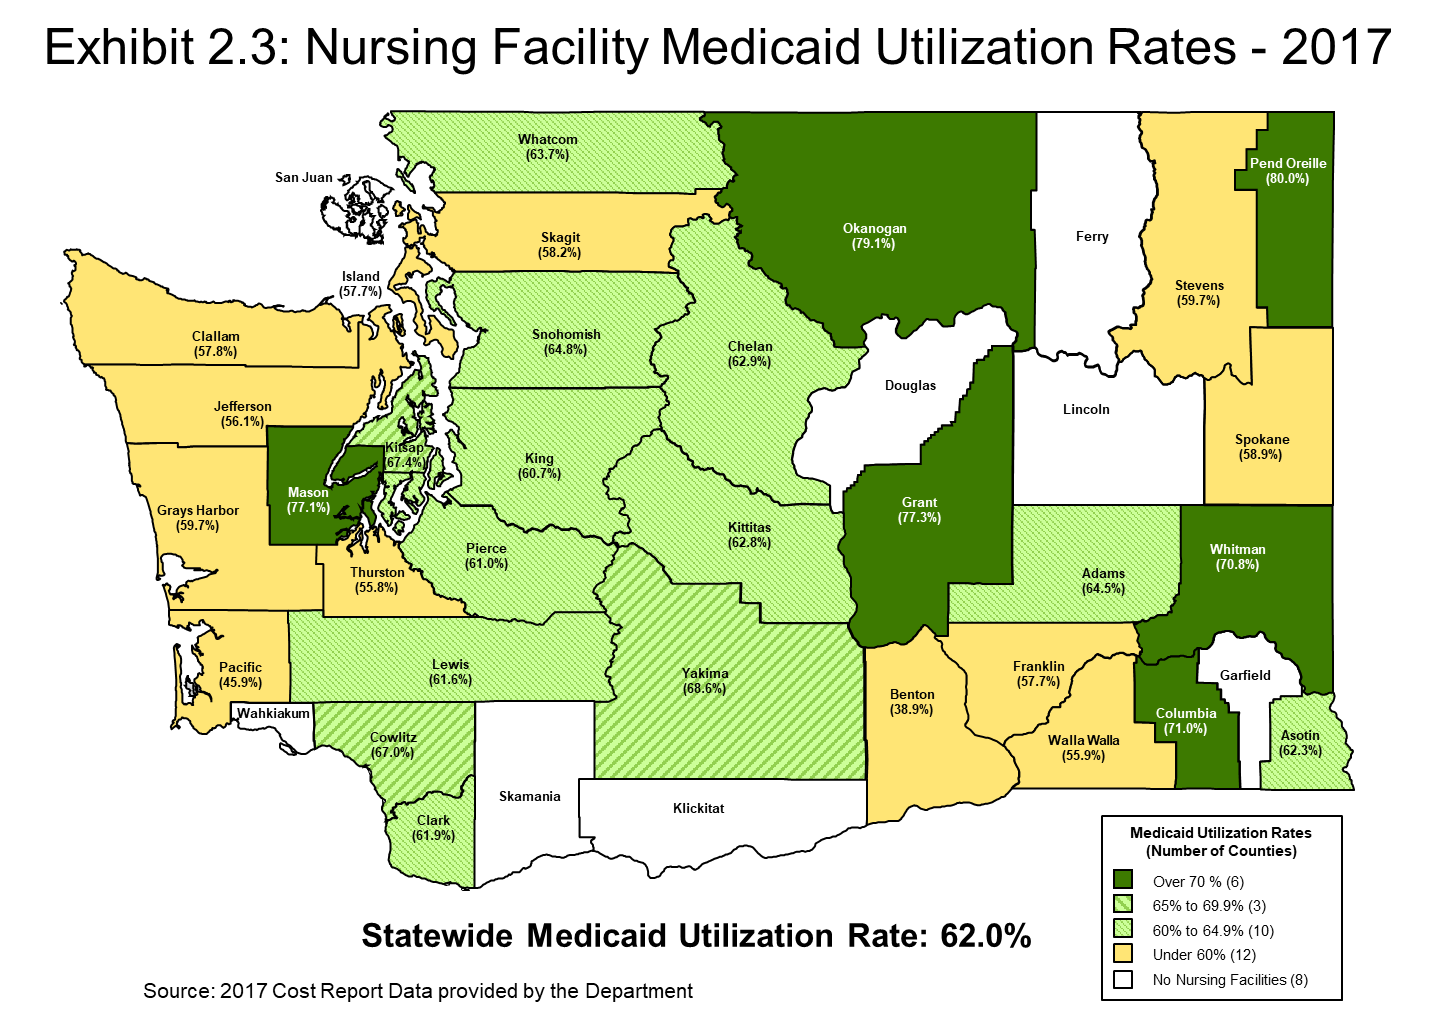 Exhibit 2.3: Nursing Facility Medicaid Utilization Rates - 2017
Whatcom
(63.7%)
San Juan
Pend Oreille
(80.0%)
Skagit
(58.2%)
Okanogan
(79.1%)
Ferry
Island
(57.7%)
Stevens
(59.7%)
Clallam
(57.8%)
Snohomish
(64.8%)
Chelan
(62.9%)
Douglas
Lincoln
Jefferson
(56.1%)
Kitsap
(67.4%)
King
(60.7%)
Spokane
(58.9%)
Mason
(77.1%)
Grays Harbor
(59.7%)
Grant
(77.3%)
Kittitas
(62.8%)
Pierce
(61.0%)
Whitman
(70.8%)
Thurston
(55.8%)
Adams
(64.5%)
Pacific
(45.9%)
Lewis
(61.6%)
Yakima
(68.6%)
Franklin
(57.7%)
Garfield
Benton
(38.9%)
Wahkiakum
Columbia
(71.0%)
Cowlitz
(67.0%)
Walla Walla
(55.9%)
Asotin
(62.3%)
Skamania
Klickitat
Clark
(61.9%)
Medicaid Utilization Rates
(Number of Counties)
Over 70 % (6)
65% to 69.9% (3)
60% to 64.9% (10)
Under 60% (12)
No Nursing Facilities (8)
Statewide Medicaid Utilization Rate: 62.0%
Source: 2017 Cost Report Data provided by the Department